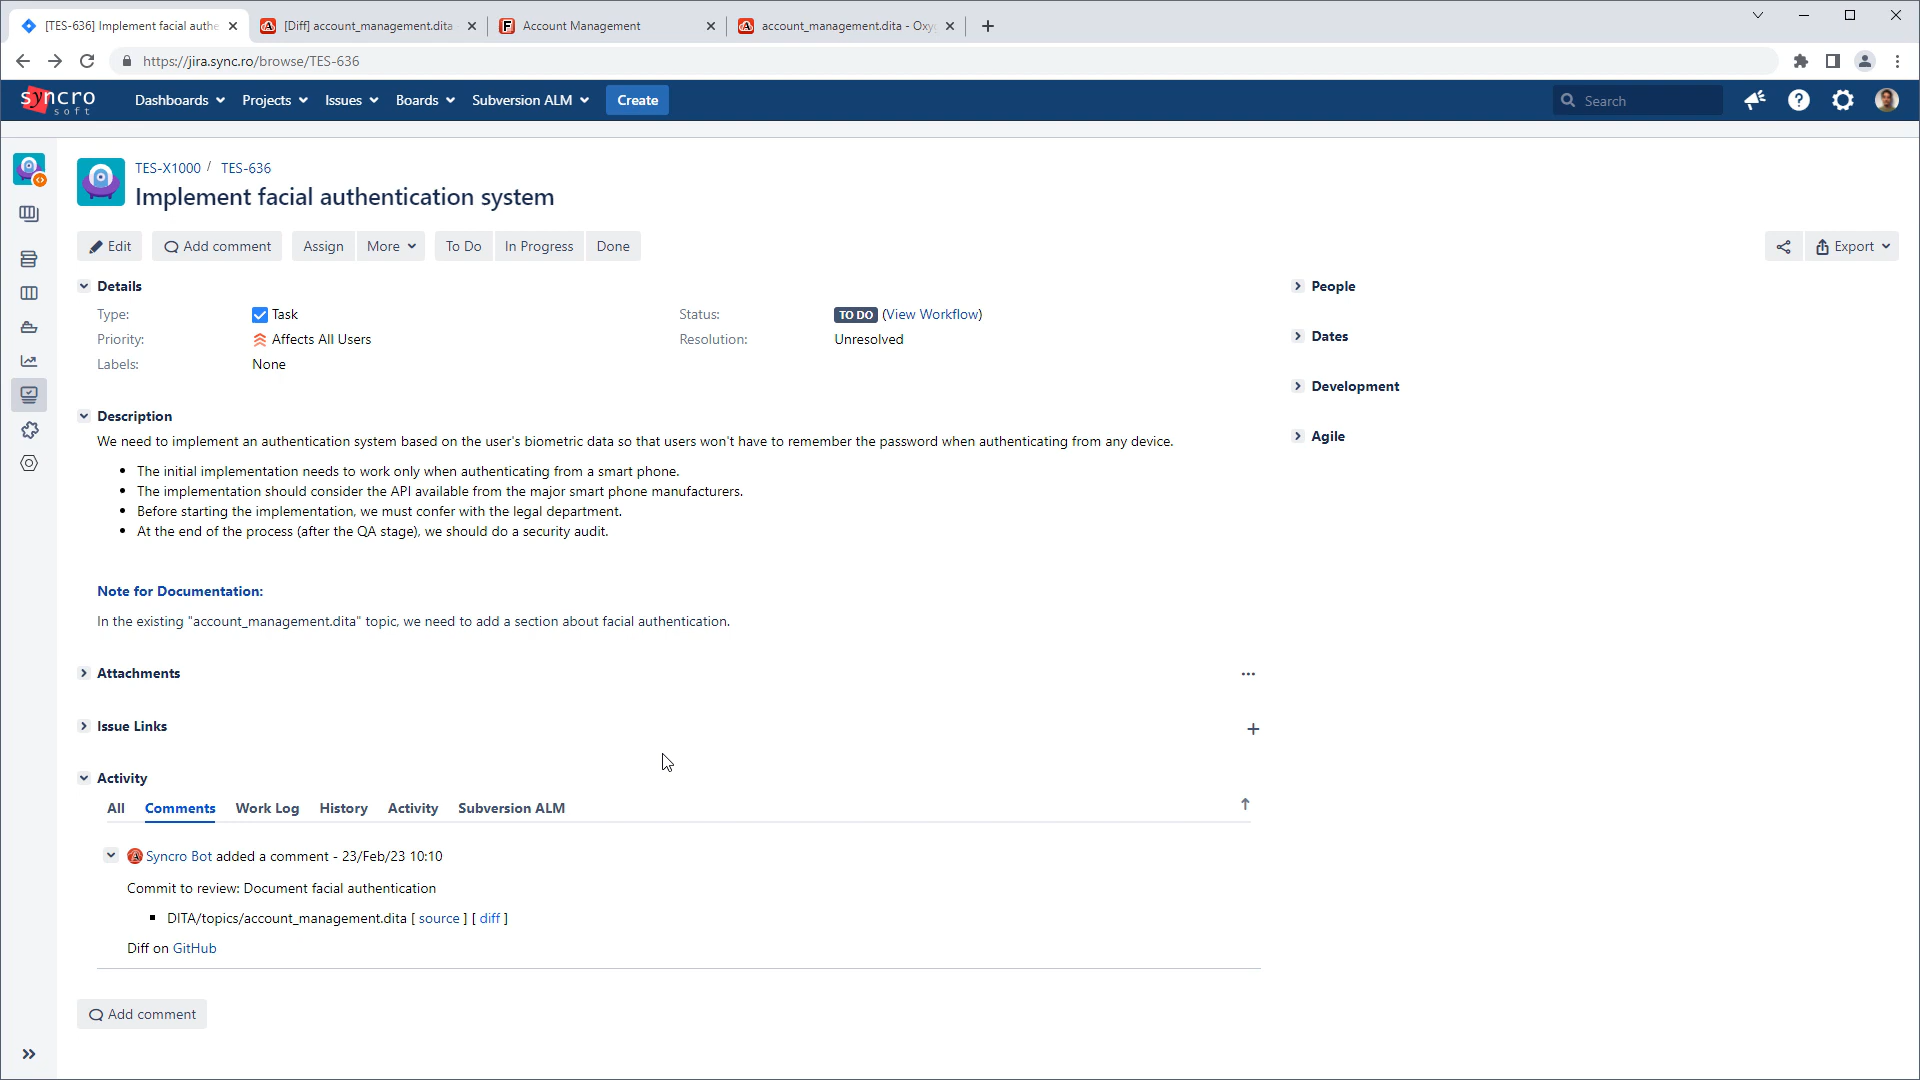 [TES-636] Implement facial authe
[Diff] account_management.dita
Account Management
account_management.dita - Oxy
https://jira.sync.ro/browse/TES-636
syncro soft
Dashboards Projects Issues Boards Subversion ALM Create
Search
TES-X1000 / TES-636
Implement facial authentication system
Edit Add comment Assign More To Do In Progress Done
Export
Details
Type: Task
Status: TO DO (View Workflow)
Priority: Affects All Users
Resolution: Unresolved
Labels: None
People
Dates
Development
Agile
Description
We need to implement an authentication system based on the user's biometric data so that users won't have to remember the password when authenticating from any device.
• The initial implementation needs to work only when authenticating from a smart phone.
• The implementation should consider the API available from the major smart phone manufacturers.
• Before starting the implementation, we must confer with the legal department.
• At the end of the process (after the QA stage), we should do a security audit.
Note for Documentation:
In the existing "account_management.dita" topic, we need to add a section about facial authentication.
Attachments
Issue Links
Activity
All Comments Work Log History Activity Subversion ALM
Syncro Bot added a comment - 23/Feb/23 10:10
Commit to review: Document facial authentication
▪ DITA/topics/account_management.dita [ source ] [ diff ]
Diff on GitHub
Add comment